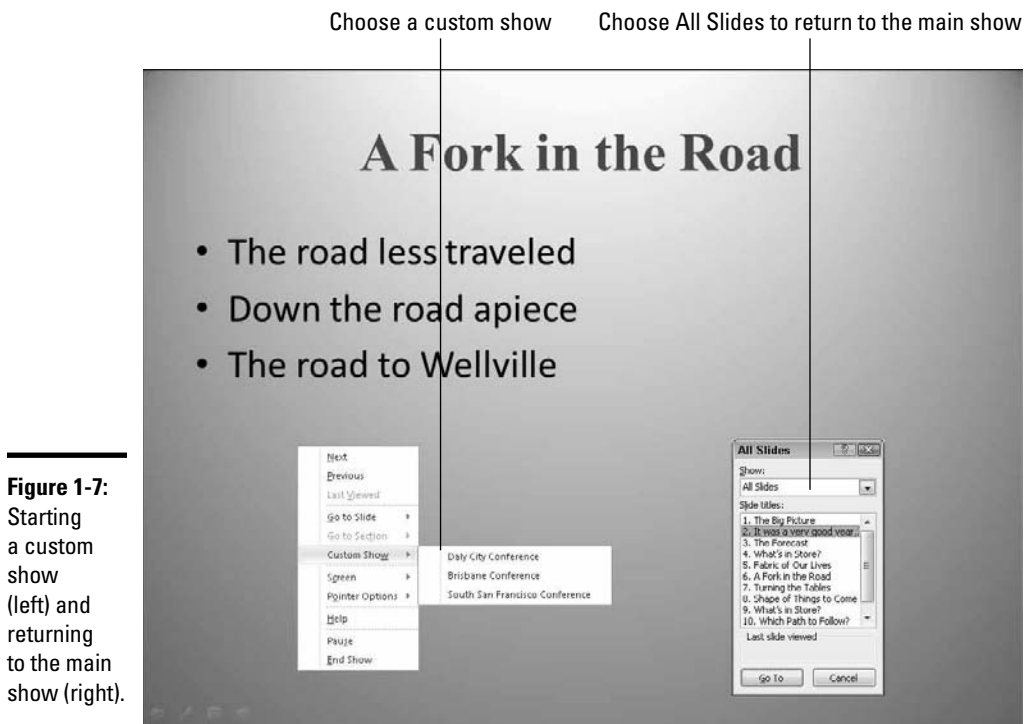 Choose a custom show
Choose All Slides to return to the main show
A Fork in the Road
• The road less traveled
• Down the road apiece
• The road to Wellville
Next
Previous
Last Viewed
Go to Slide
Go to Section
Custom Show
Screen
Pointer Options
Help
Pause
End Show
Daly City Conference
Brisbane Conference
South San Francisco Conference
All Slides
Show:
All Slides
Slide titles:
1. The Big Picture
2. It was a very good year
3. The Forecast
4. What's in Store?
5. Fabric of Our Lives
6. A Fork in the Road
7. Turning the Tables
8. Shape of Things to Come
9. What's in Store?
10. Which Path to Follow?
Last slide viewed
Go To
Cancel
Figure 1-7:
Starting
a custom
show
(left) and
returning
to the main
show (right).